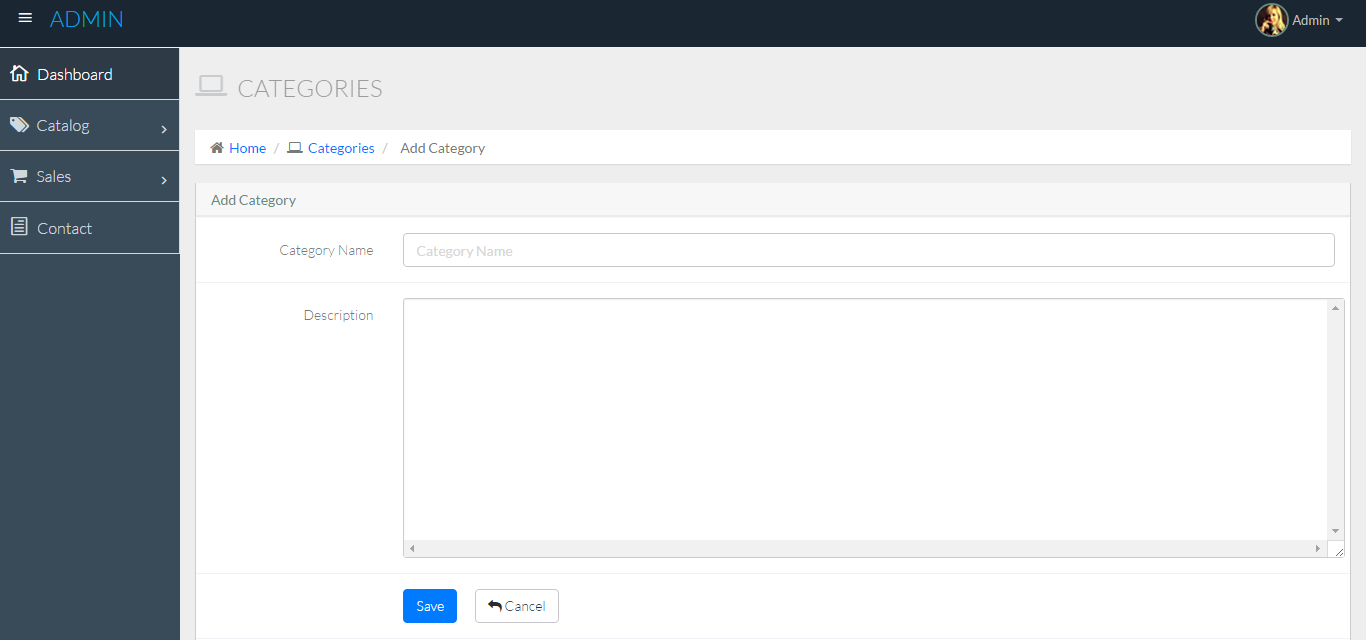 ADMIN
Admin
Dashboard
Catalog
Sales
Contact
CATEGORIES
Home / Categories / Add Category
Add Category
Category Name
Category Name
Description
Save
Cancel